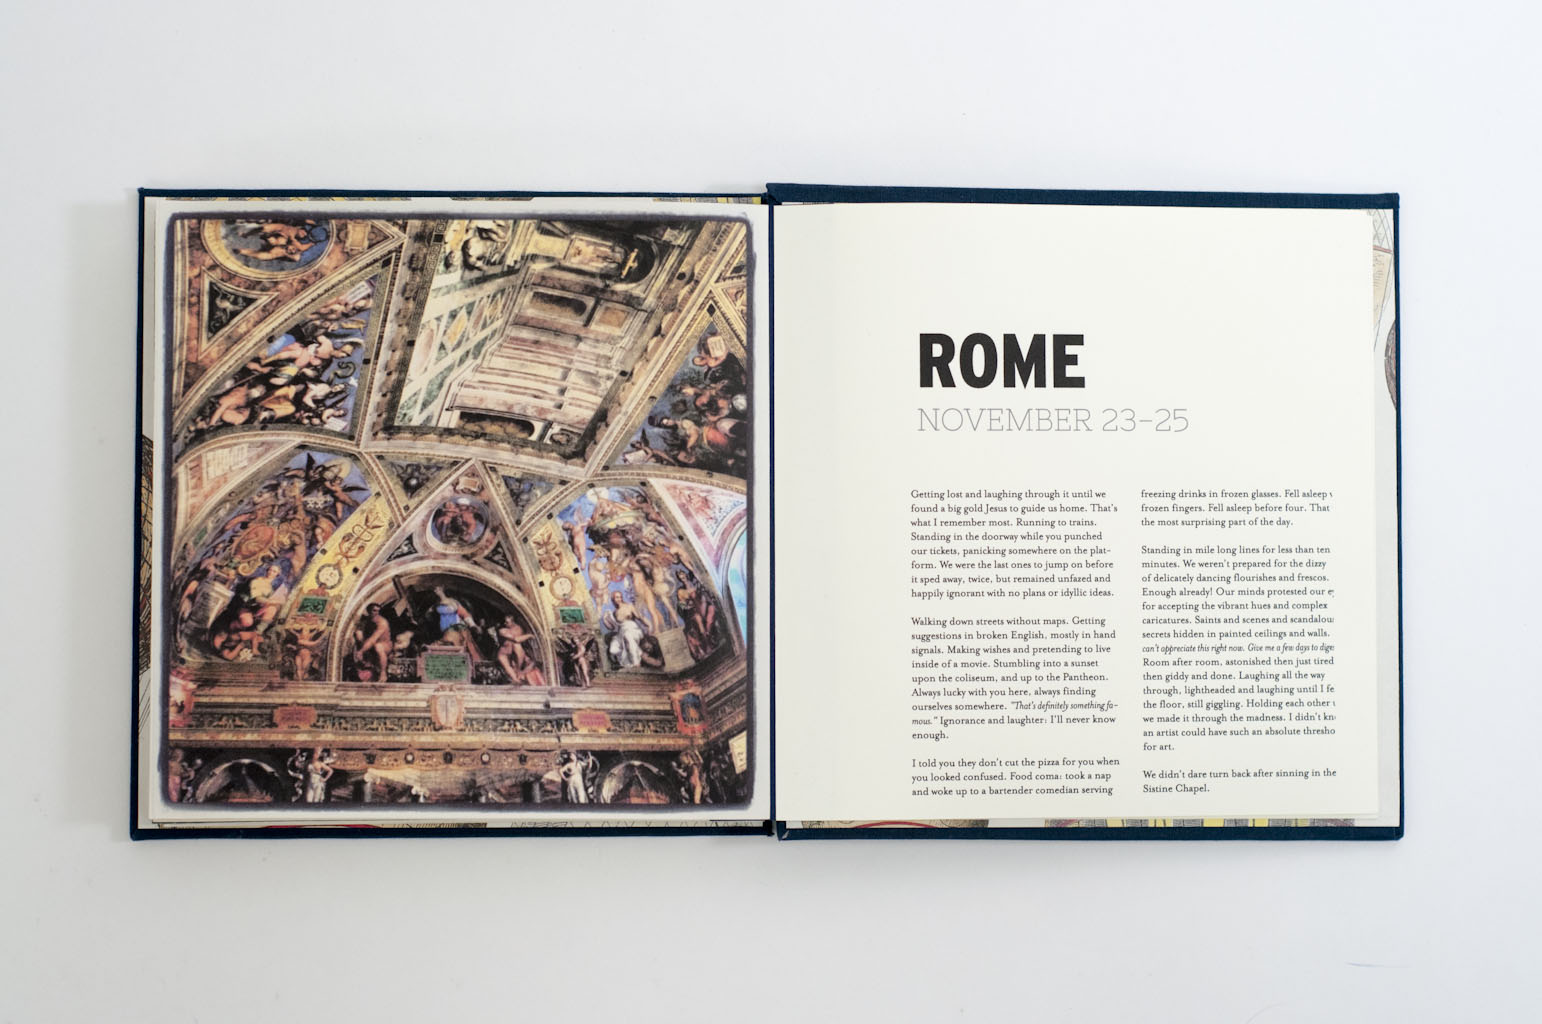 ROME
NOVEMBER 23–25
Getting lost and laughing through it until we
found a big gold Jesus to guide us home. That's
what I remember most. Running to trains.
Standing in the doorway while you punched
our tickets, panicking somewhere on the plat-
form. We were the last ones to jump on before
it sped away, twice, but remained unfazed and
happily ignorant with no plans or idyllic ideas.
Walking down streets without maps. Getting
suggestions in broken English, mostly in hand
signals. Making wishes and pretending to live
inside of a movie. Stumbling into a sunset
upon the coliseum, and up to the Pantheon.
Always lucky with you here, always finding
ourselves somewhere. "That's definitely something fa-
mous." Ignorance and laughter: I'll never know
enough.
I told you they don't cut the pizza for you when
you looked confused. Food coma: took a nap
and woke up to a bartender comedian serving
freezing drinks in frozen glasses. Fell asleep
frozen fingers. Fell asleep before four. That
the most surprising part of the day.
Standing in mile long lines for less than ten
minutes. We weren't prepared for the dizzy
of delicately dancing flourishes and frescos.
Enough already! Our minds protested our
for accepting the vibrant hues and complex
caricatures. Saints and scenes and scandalou
secrets hidden in painted ceilings and walls.
can't appreciate this right now. Give me a few days to
Room after room, astonished then just tired
then giddy and done. Laughing all the way
through, lightheaded and laughing until I
the floor, still giggling. Holding each other
we made it through the madness. I didn't
an artist could have such an absolute thresho
for art.
We didn't dare turn back after sinning in the
Sistine Chapel.